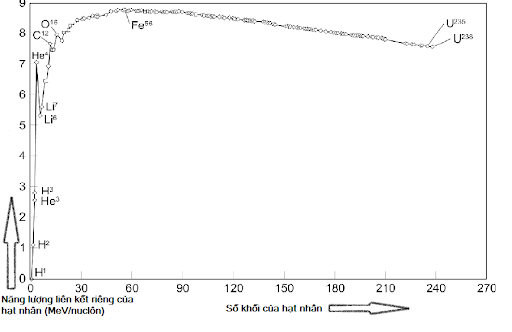 9
8
7
6
5
4
3
2
1
0
O¹⁶
C¹²
He⁴
Li⁷
Li⁶
H³
He³
H²
H¹
Fe⁵⁶
U²³⁵
U²³⁸
0 30 60 90 120 150 180 210 240 270
Năng lượng liên kết riêng của
hạt nhân (MeV/nuclôn)
Số khối của hạt nhân